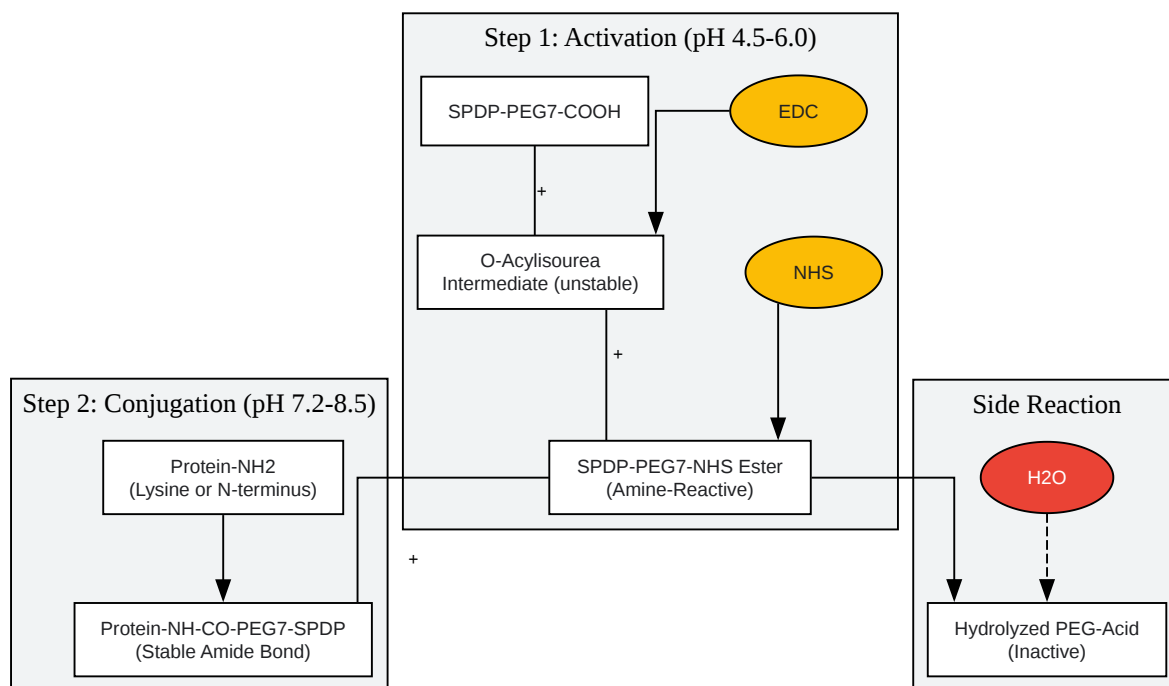 Step 1: Activation (pH 4.5-6.0)
SPDP-PEG7-COOH
EDC
+
O-Acylisourea
Intermediate (unstable)
NHS
+
Step 2: Conjugation (pH 7.2-8.5)
Protein-NH2
(Lysine or N-terminus)
SPDP-PEG7-NHS Ester
(Amine-Reactive)
Side Reaction
H2O
+
Protein-NH-CO-PEG7-SPDP
(Stable Amide Bond)
Hydrolyzed PEG-Acid
(Inactive)